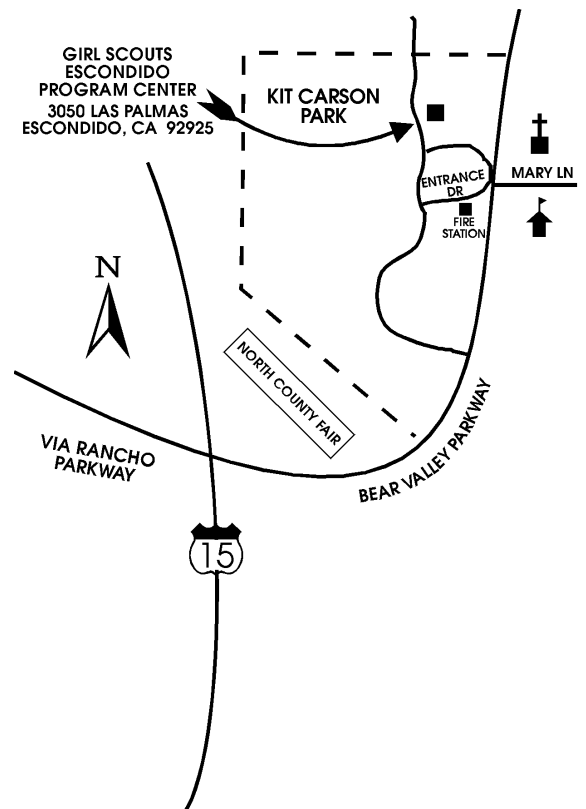 GIRL SCOUTS
ESCONDIDO
PROGRAM CENTER
3050 LAS PALMAS
ESCONDIDO, CA 92925
KIT CARSON
PARK
ENTRANCE
DR
MARY LN
FIRE
STATION
N
NORTH COUNTY FAIR
VIA RANCHO
PARKWAY
BEAR VALLEY PARKWAY
15